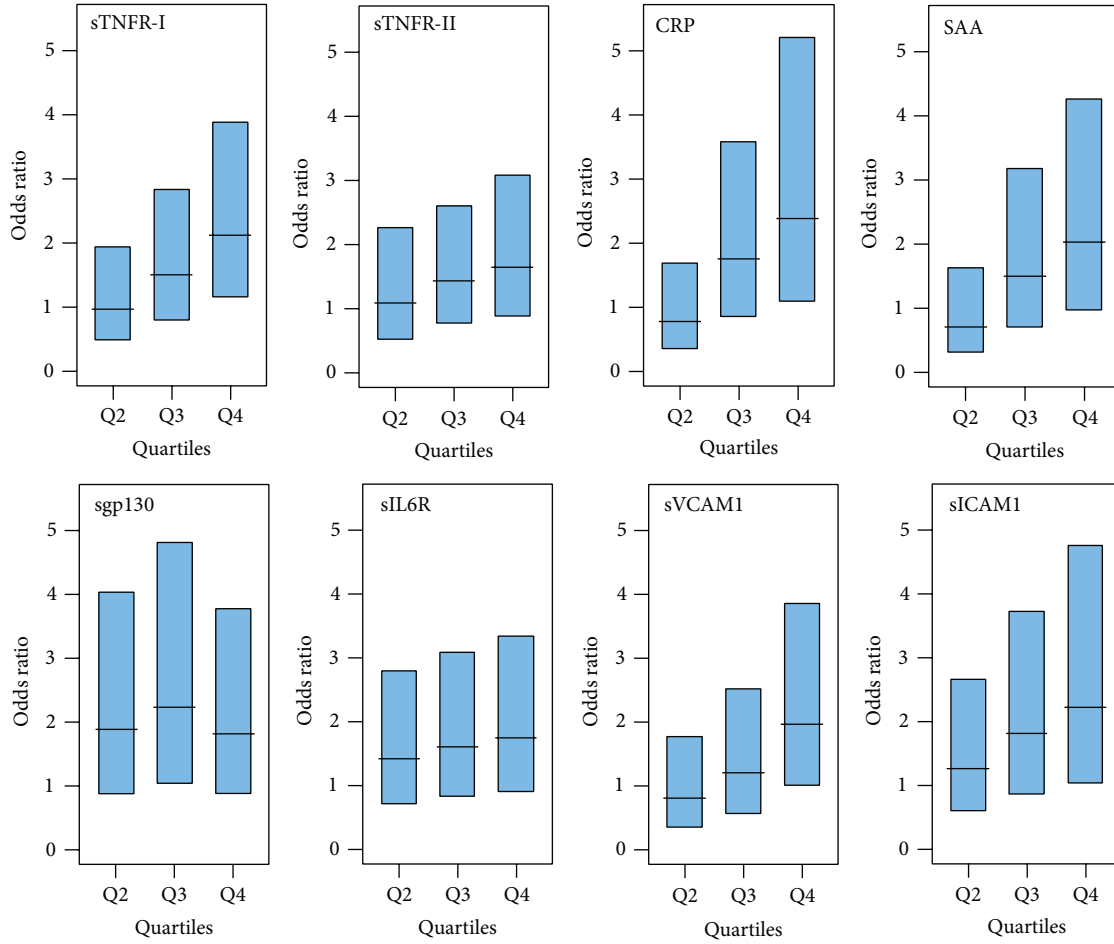 sTNFR-I
5
4
3
2
1
0
Odds ratio
Q2 Q3 Q4
Quartiles
sTNFR-II
5
4
3
2
1
0
Odds ratio
Q2 Q3 Q4
Quartiles
CRP
5
4
3
2
1
0
Odds ratio
Q2 Q3 Q4
Quartiles
SAA
5
4
3
2
1
0
Odds ratio
Q2 Q3 Q4
Quartiles
sgp130
5
4
3
2
1
0
Odds ratio
Q2 Q3 Q4
Quartiles
sIL6R
5
4
3
2
1
0
Odds ratio
Q2 Q3 Q4
Quartiles
sVCAM1
5
4
3
2
1
0
Odds ratio
Q2 Q3 Q4
Quartiles
sICAM1
5
4
3
2
1
0
Odds ratio
Q2 Q3 Q4
Quartiles